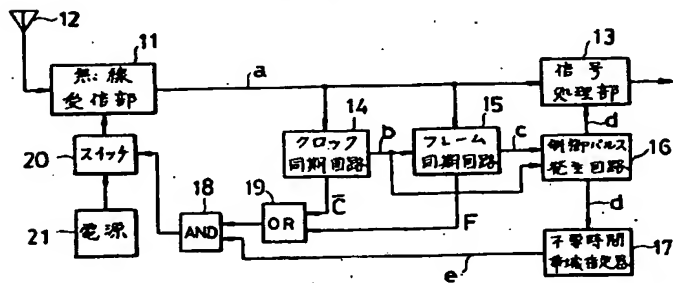 12
11
無線
受信部
a
13
信号
処理部
14
クロック
同期回路
b
15
フレーム
同期回路
c
d
制御パルス
発生回路
16
20
スイッチ
18
AND
19
OR
C̅
F
d
21
電源
e
不要時間
帯域指定回路
17